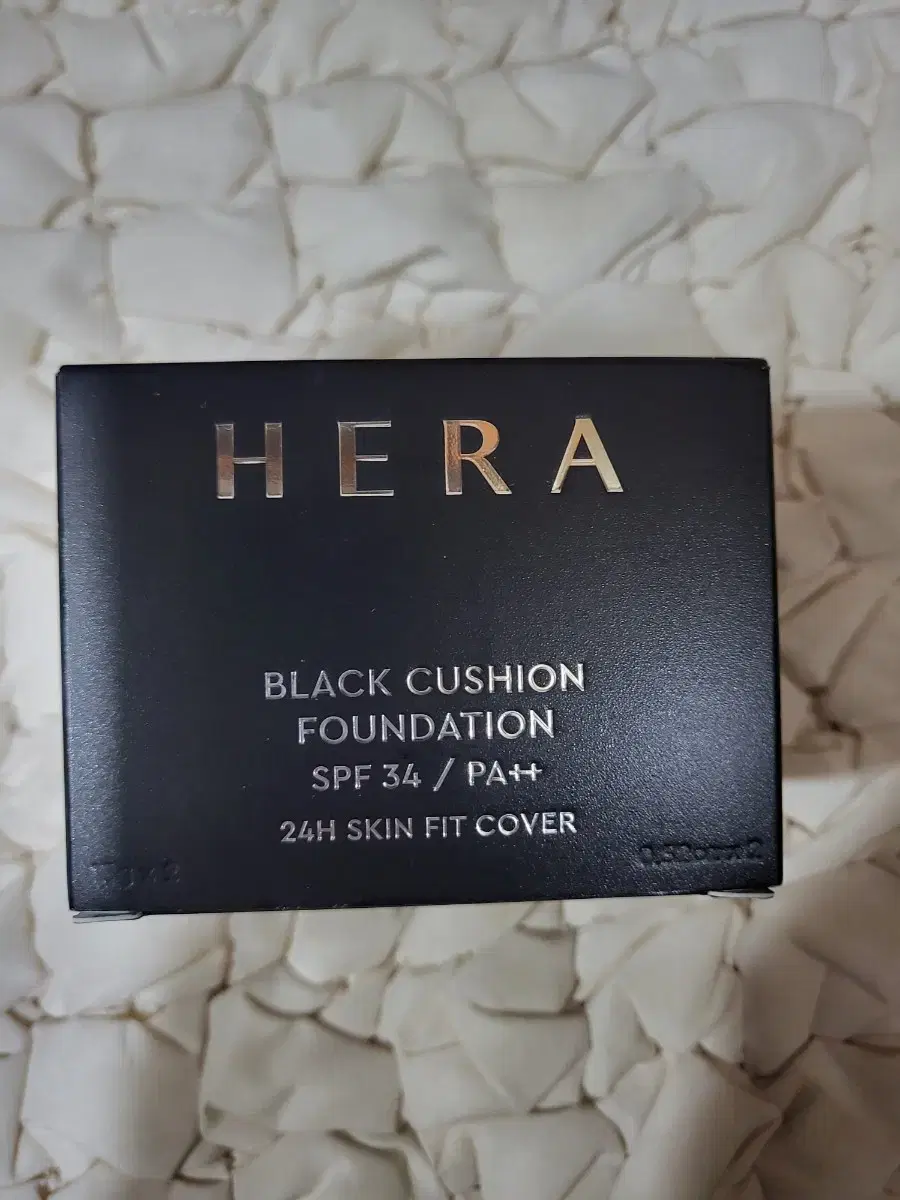 HERA
BLACK CUSHION
FOUNDATION
SPF 34 / PA++
24H SKIN FIT COVER